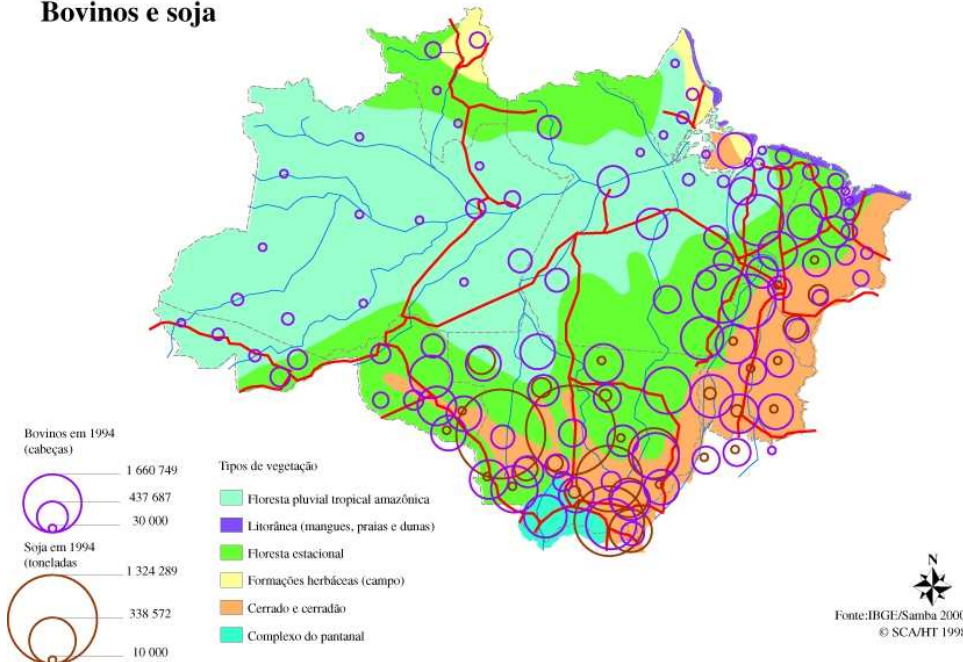 Bovinos e soja
Bovinos em 1994
(cabeças)
1 660 749
437 687
30 000
Soja em 1994
(toneladas
1 324 289
338 572
10 000
Tipos de vegetação
Floresta pluvial tropical amazônica
Litorânea (mangues, praias e dunas)
Floresta estacional
Formações herbáceas (campo)
Cerrado e cerradão
Complexo do pantanal
N
Fonte:IBGE/Samba 2000
© SCA/HT 1998